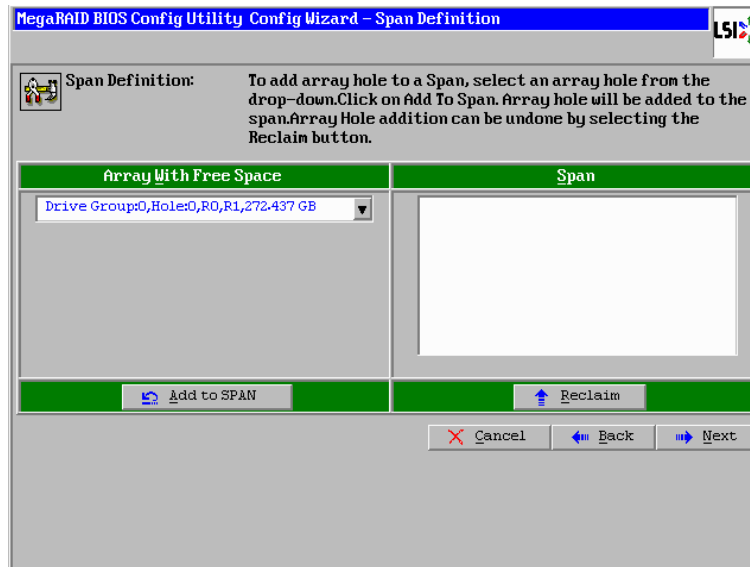 MegaRAID BIOS Config Utility Config Wizard – Span Definition
LSI
Span Definition:
To add array hole to a Span, select an array hole from the
drop-down.Click on Add To Span. Array hole will be added to the
span.Array Hole addition can be undone by selecting the
Reclaim button.
Array With Free Space
Span
Drive Group:0,Hole:0,R0,R1,272.437 GB
Add to SPAN
Reclaim
Cancel
Back
Next